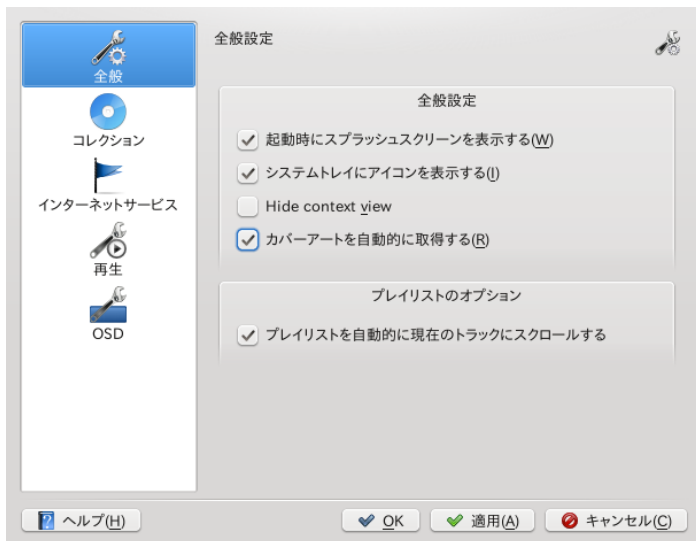 全般
コレクション
インターネットサービス
再生
OSD
全般設定
全般設定
起動時にスプラッシュスクリーンを表示する(W)
システムトレイにアイコンを表示する(I)
Hide context view
カバーアートを自動的に取得する(R)
プレイリストのオプション
プレイリストを自動的に現在のトラックにスクロールする
ヘルプ(H)
OK
適用(A)
キャンセル(C)